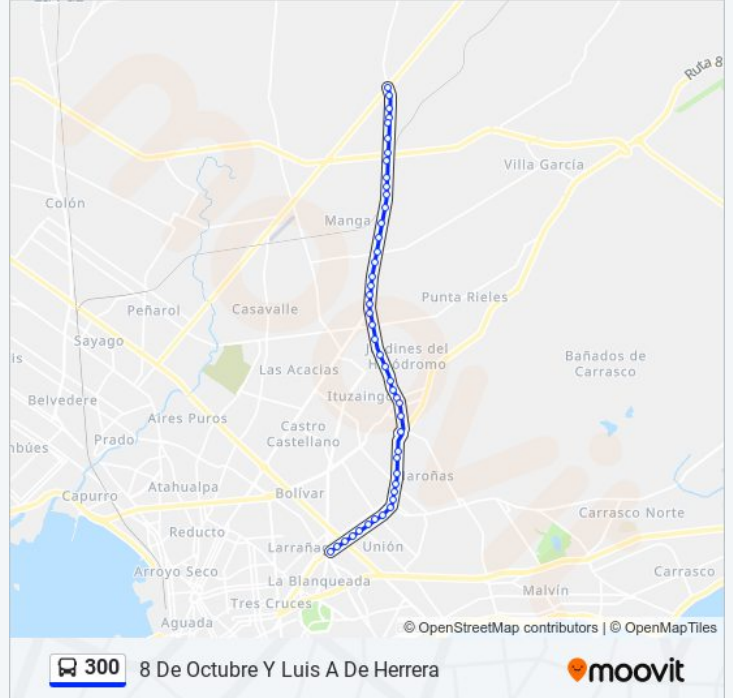 Ruta 8
Villa García
Colón
Manga
Punta Rieles
Peñarol
Casavalle
Sayago
Jardines del
Hipódromo
Bañados de
Carrasco
Las Acacias
Belvedere
Ituzaingó
Aires Puros
Castro
Castellano
Prado
Maroñas
Atahualpa
Bolívar
Capurro
Carrasco Norte
Reducto
Larrañaga
Unión
Arroyo Seco
Carrasco
La Blanqueada
Malvín
Tres Cruces
Aguada
moovit
© OpenStreetMap contributors | © OpenMapTiles
300 8 De Octubre Y Luis A De Herrera
moovit